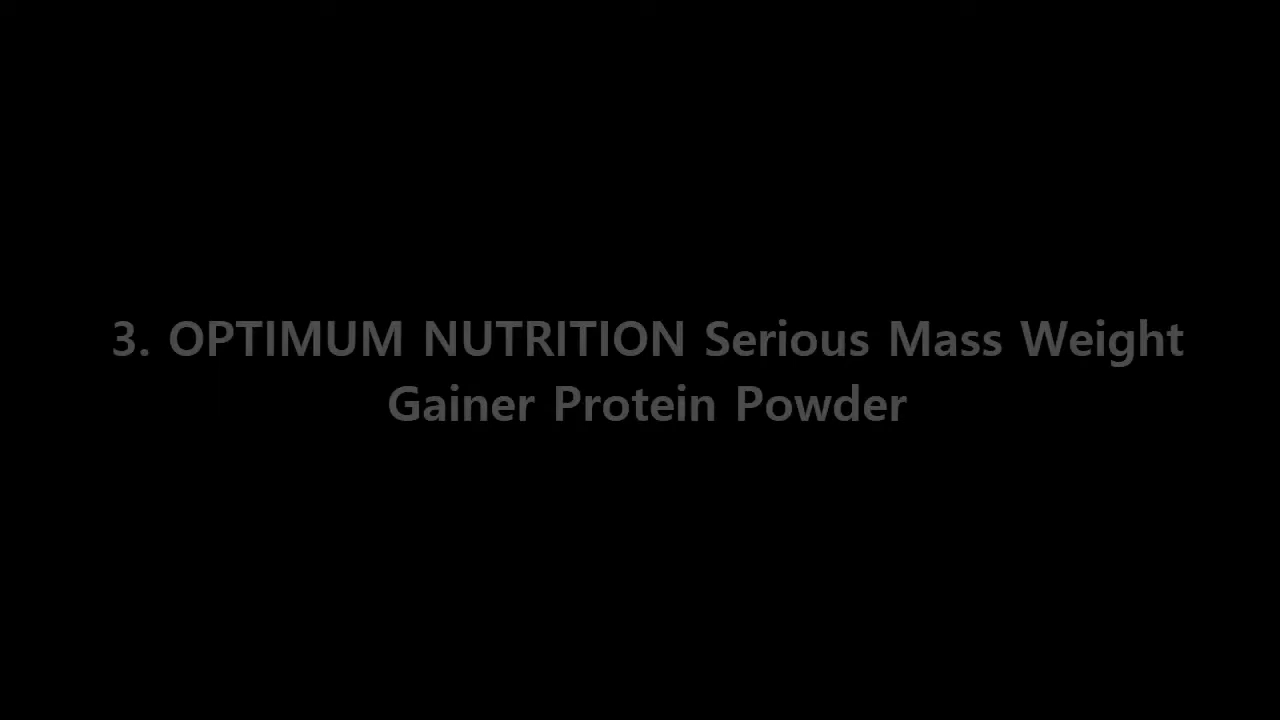 3. OPTIMUM NUTRITION Serious Mass Weight
Gainer Protein Powder